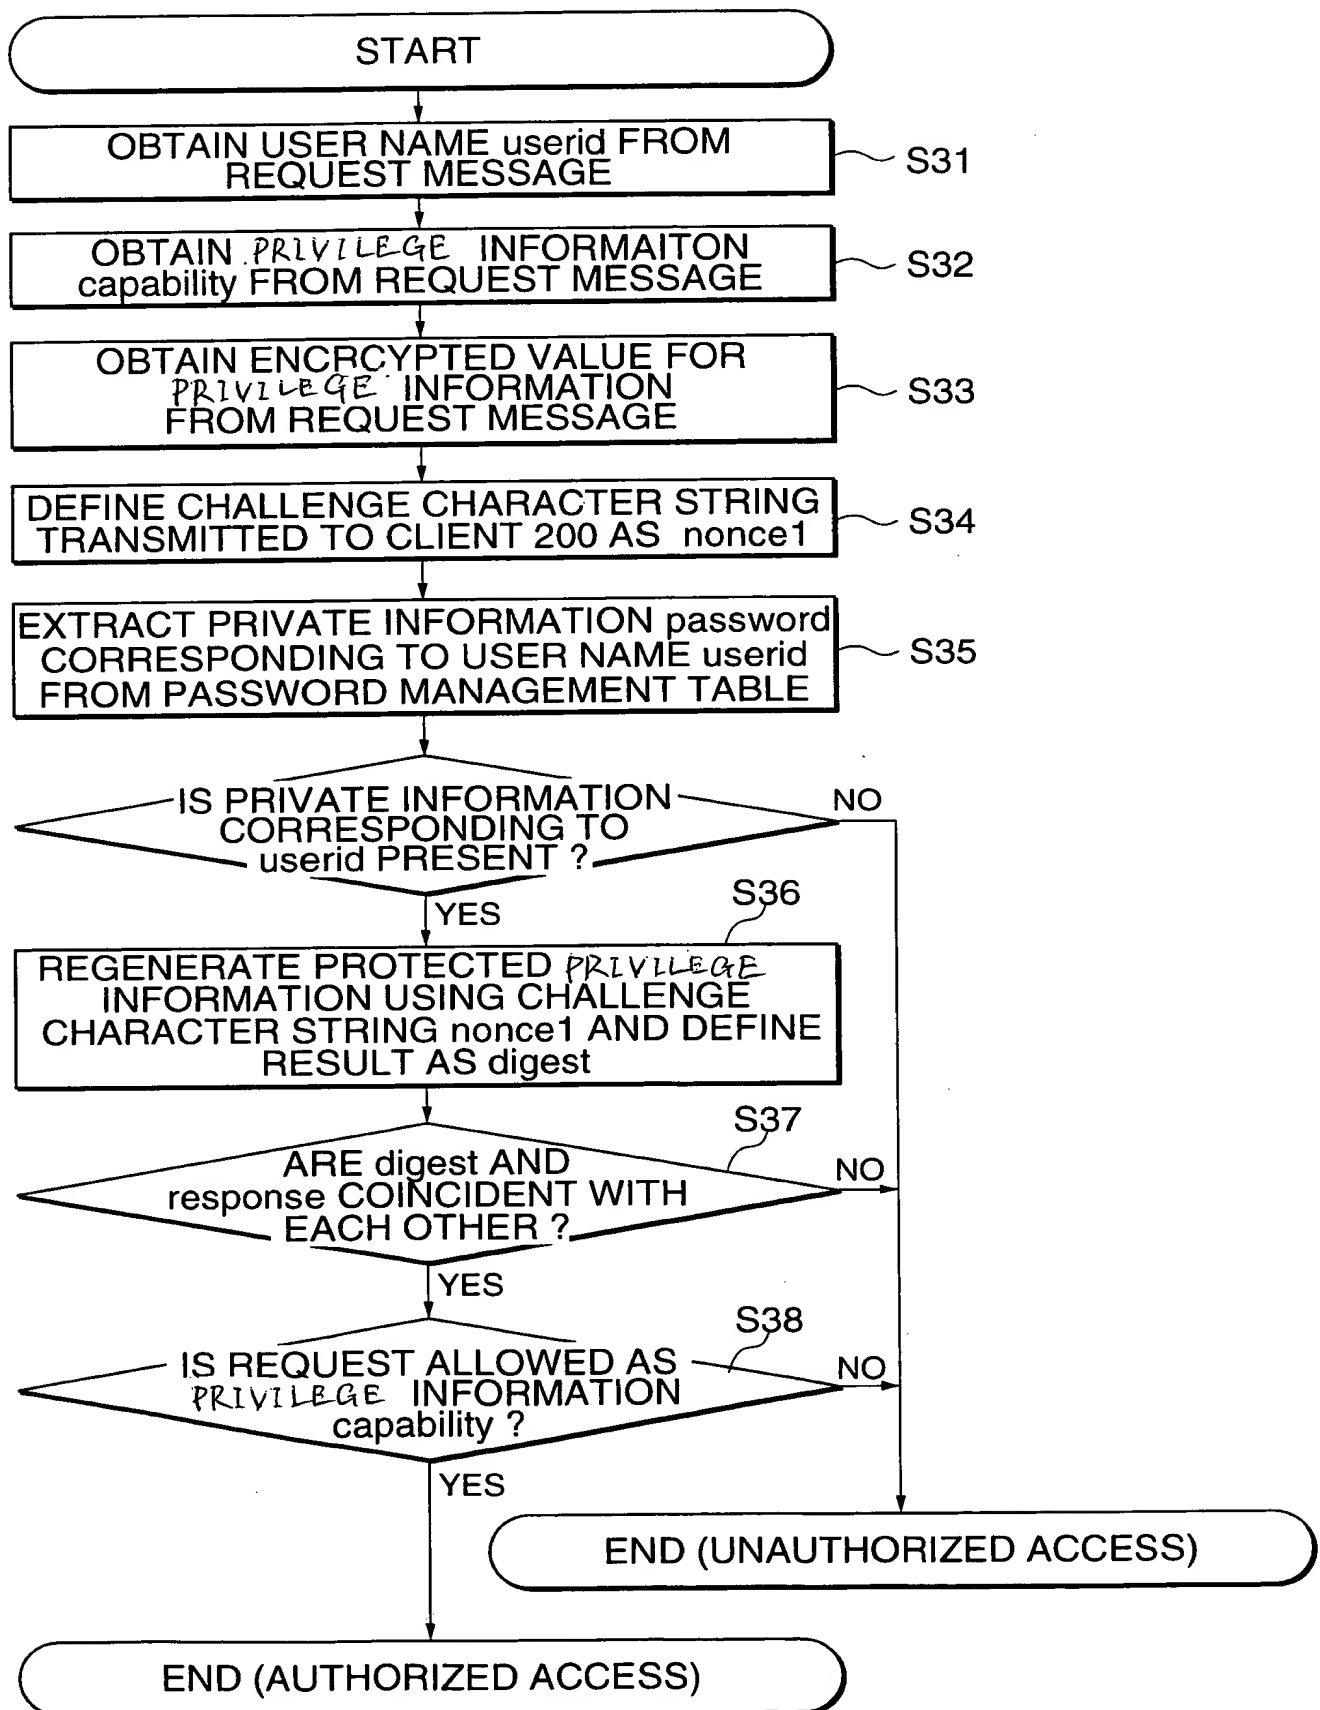 START
OBTAIN USER NAME userid FROM
REQUEST MESSAGE
S31
OBTAIN PRIVILEGE INFORMAITON
capability FROM REQUEST MESSAGE
S32
OBTAIN ENCRCYPTED VALUE FOR
PRIVILEGE INFORMATION
FROM REQUEST MESSAGE
S33
DEFINE CHALLENGE CHARACTER STRING
TRANSMITTED TO CLIENT 200 AS nonce1
S34
EXTRACT PRIVATE INFORMATION password
CORRESPONDING TO USER NAME userid
FROM PASSWORD MANAGEMENT TABLE
S35
IS PRIVATE INFORMATION
CORRESPONDING TO
userid PRESENT ?
NO
YES
S36
REGENERATE PROTECTED PRIVILEGE
INFORMATION USING CHALLENGE
CHARACTER STRING nonce1 AND DEFINE
RESULT AS digest
S37
ARE digest AND
response COINCIDENT WITH
EACH OTHER ?
NO
YES
S38
IS REQUEST ALLOWED AS
PRIVILEGE INFORMATION
capability ?
NO
YES
END (UNAUTHORIZED ACCESS)
END (AUTHORIZED ACCESS)